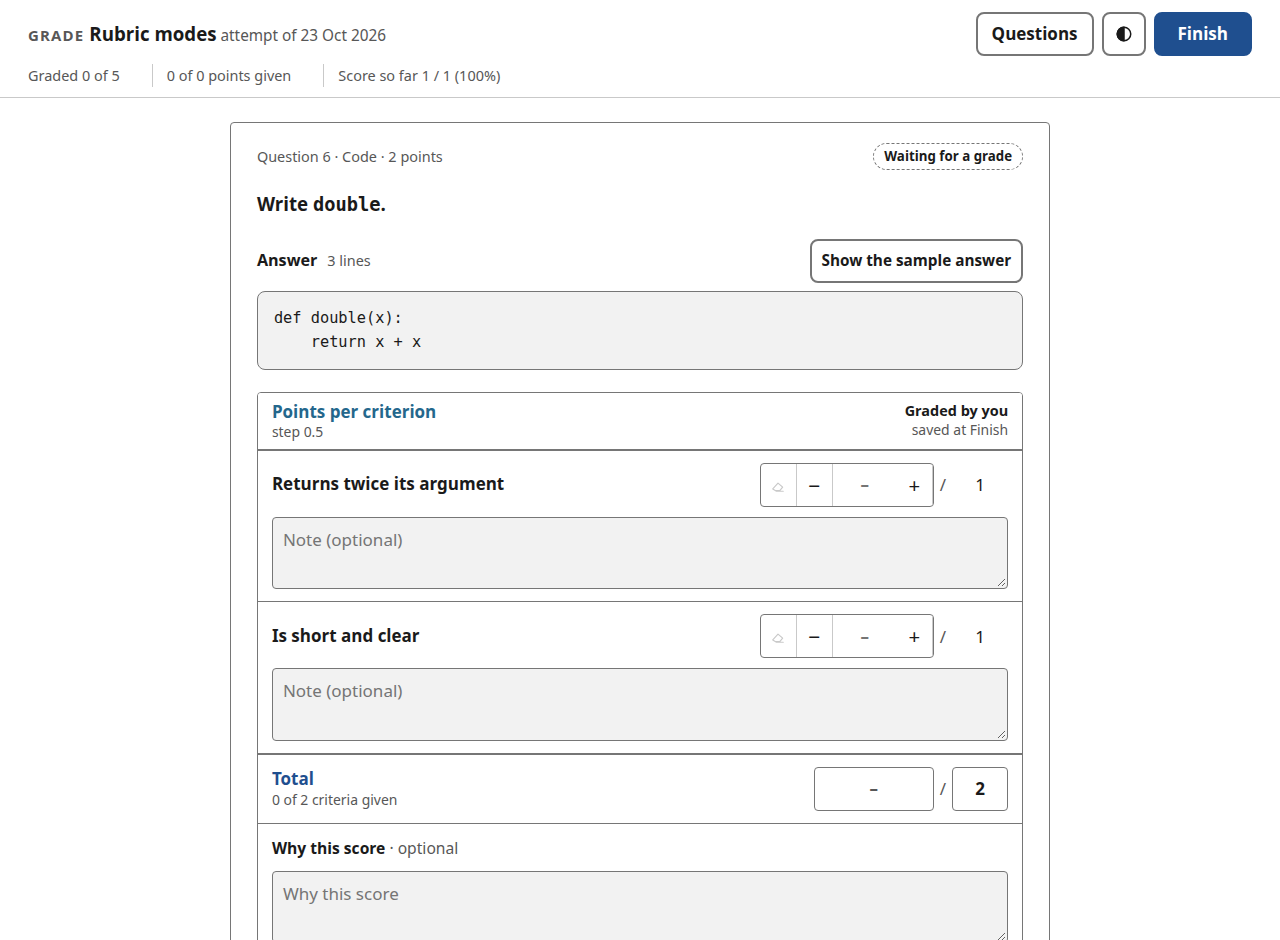 GRADE Rubric modes attempt of 23 Oct 2026
Questions
Finish
Graded 0 of 5
0 of 0 points given
Score so far 1 / 1 (100%)
Question 6 · Code · 2 points
Waiting for a grade
Write double.
Answer 3 lines
Show the sample answer
def double(x):
    return x + x
Points per criterion
Graded by you
step 0.5
saved at Finish
Returns twice its argument
− – + / 1
Note (optional)
Is short and clear
− – + / 1
Note (optional)
Total
0 of 2 criteria given
– / 2
Why this score · optional
Why this score